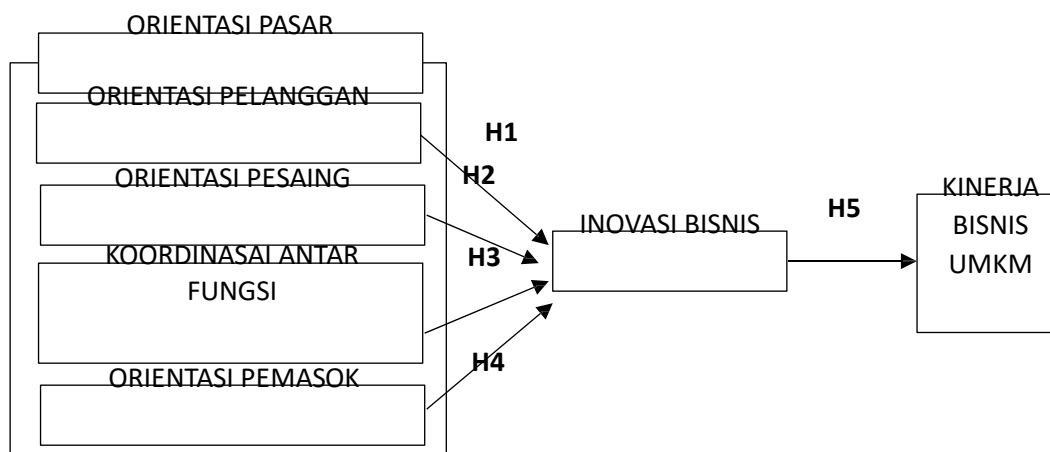 ORIENTASI PASAR
ORIENTASI PELANGGAN
H1
ORIENTASI PESAING
H2
KOORDINASAI ANTAR
FUNGSI
H3
ORIENTASI PEMASOK
H4
INOVASI BISNIS
H5
KINERJA
BISNIS
UMKM